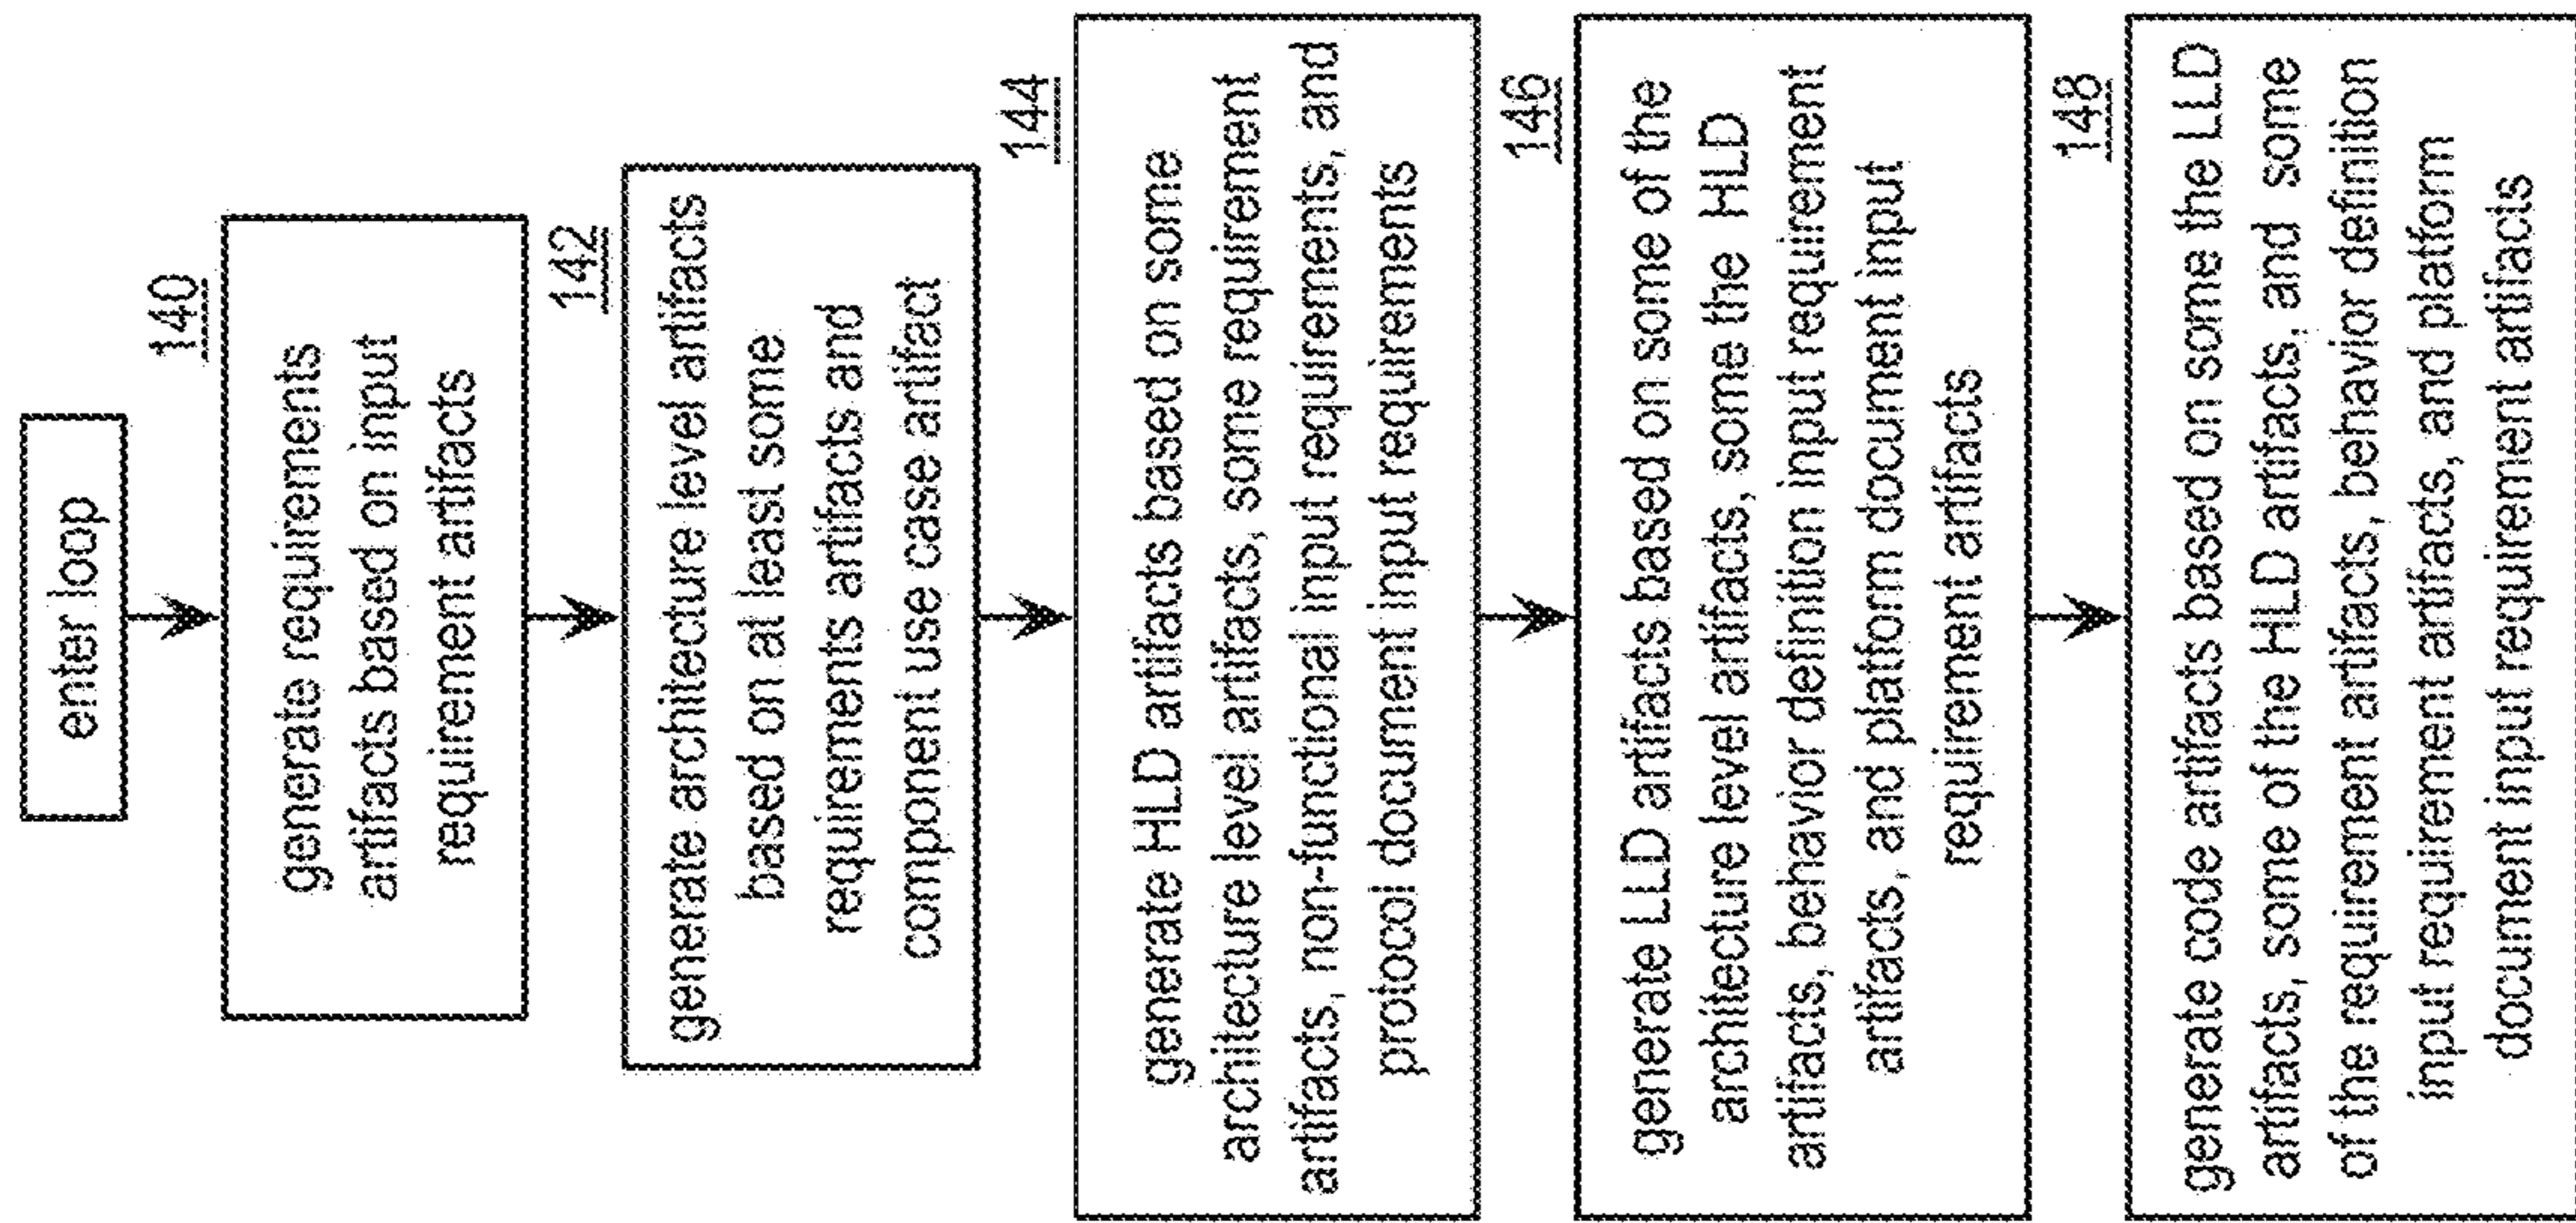 enter loop
140
generate requirements
artifacts based on input
requirement artifacts
142
generate architecture level artifacts
based on at least some
requirements artifacts and
component use case artifact
144
generate HLD artifacts based on some
architecture level artifacts, some requirement
artifacts, non-functional input requirements, and
protocol document input requirements
146
generate LLD artifacts based on some of the
architecture level artifacts, some the HLD
artifacts, behavior definition input requirement
artifacts, and platform document input
requirement artifacts
148
generate code artifacts based on some the LLD
artifacts, some of the HLD artifacts, and some
of the requirement artifacts, behavior definition
input requirement artifacts, and platform
document input requirement artifacts